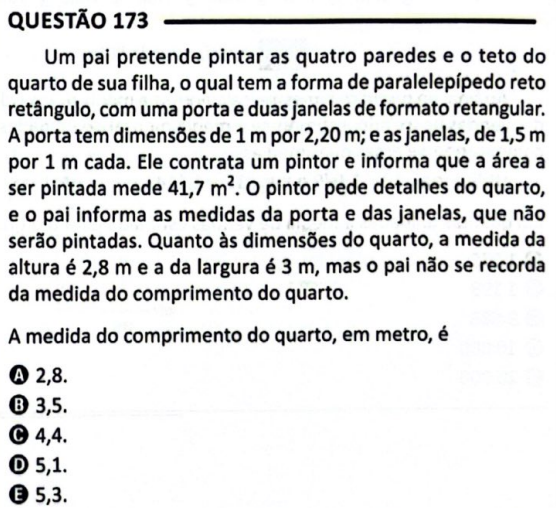 QUESTÃO 173
Um pai pretende pintar as quatro paredes e o teto do
quarto de sua filha, o qual tem a forma de paralelepípedo reto
retângulo, com uma porta e duas janelas de formato retangular.
A porta tem dimensões de 1 m por 2,20 m; e as janelas, de 1,5 m
por 1 m cada. Ele contrata um pintor e informa que a área a
ser pintada mede 41,7 m². O pintor pede detalhes do quarto,
e o pai informa as medidas da porta e das janelas, que não
serão pintadas. Quanto às dimensões do quarto, a medida da
altura é 2,8 m e a da largura é 3 m, mas o pai não se recorda
da medida do comprimento do quarto.
A medida do comprimento do quarto, em metro, é
A 2,8.
B 3,5.
C 4,4.
D 5,1.
E 5,3.